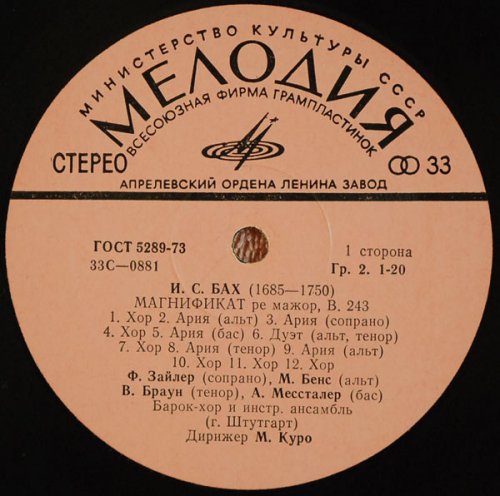 МИНИСТЕРСТВО КУЛЬТУРЫ СССР
МЕЛОДИЯ
ВСЕСОЮЗНАЯ ФИРМА ГРАМПЛАСТИНОК
СТЕРЕО 33
АПРЕЛЕВСКИЙ ОРДЕНА ЛЕНИНА ЗАВОД
ГОСТ 5289-73 1 сторона
33С—0881 Гр. 2. 1-20
И. С. БАХ (1685—1750)
МАГНИФИКАТ ре мажор, В. 243
1. Хор 2. Ария (альт) 3. Ария (сопрано)
4. Хор 5. Ария (бас) 6. Дуэт (альт, тенор)
7. Хор 8. Ария (тенор) 9. Ария (альт)
10. Хор 11. Хор 12. Хор
Ф. Зайлер (сопрано), М. Бенс (альт)
В. Браун (тенор), А. Мессталер (бас)
Барок-хор и инстр. ансамбль
(г. Штутгарт)
Дирижер М. Куро